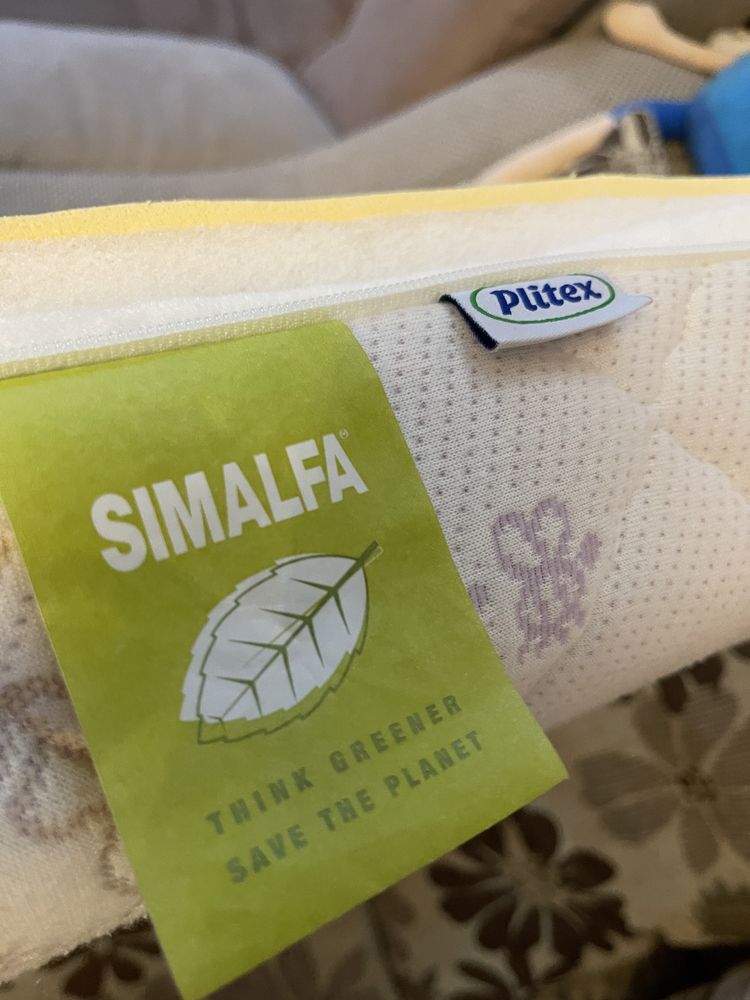 Plitex
SIMALFA®
THINK GREENER
SAVE THE PLANET